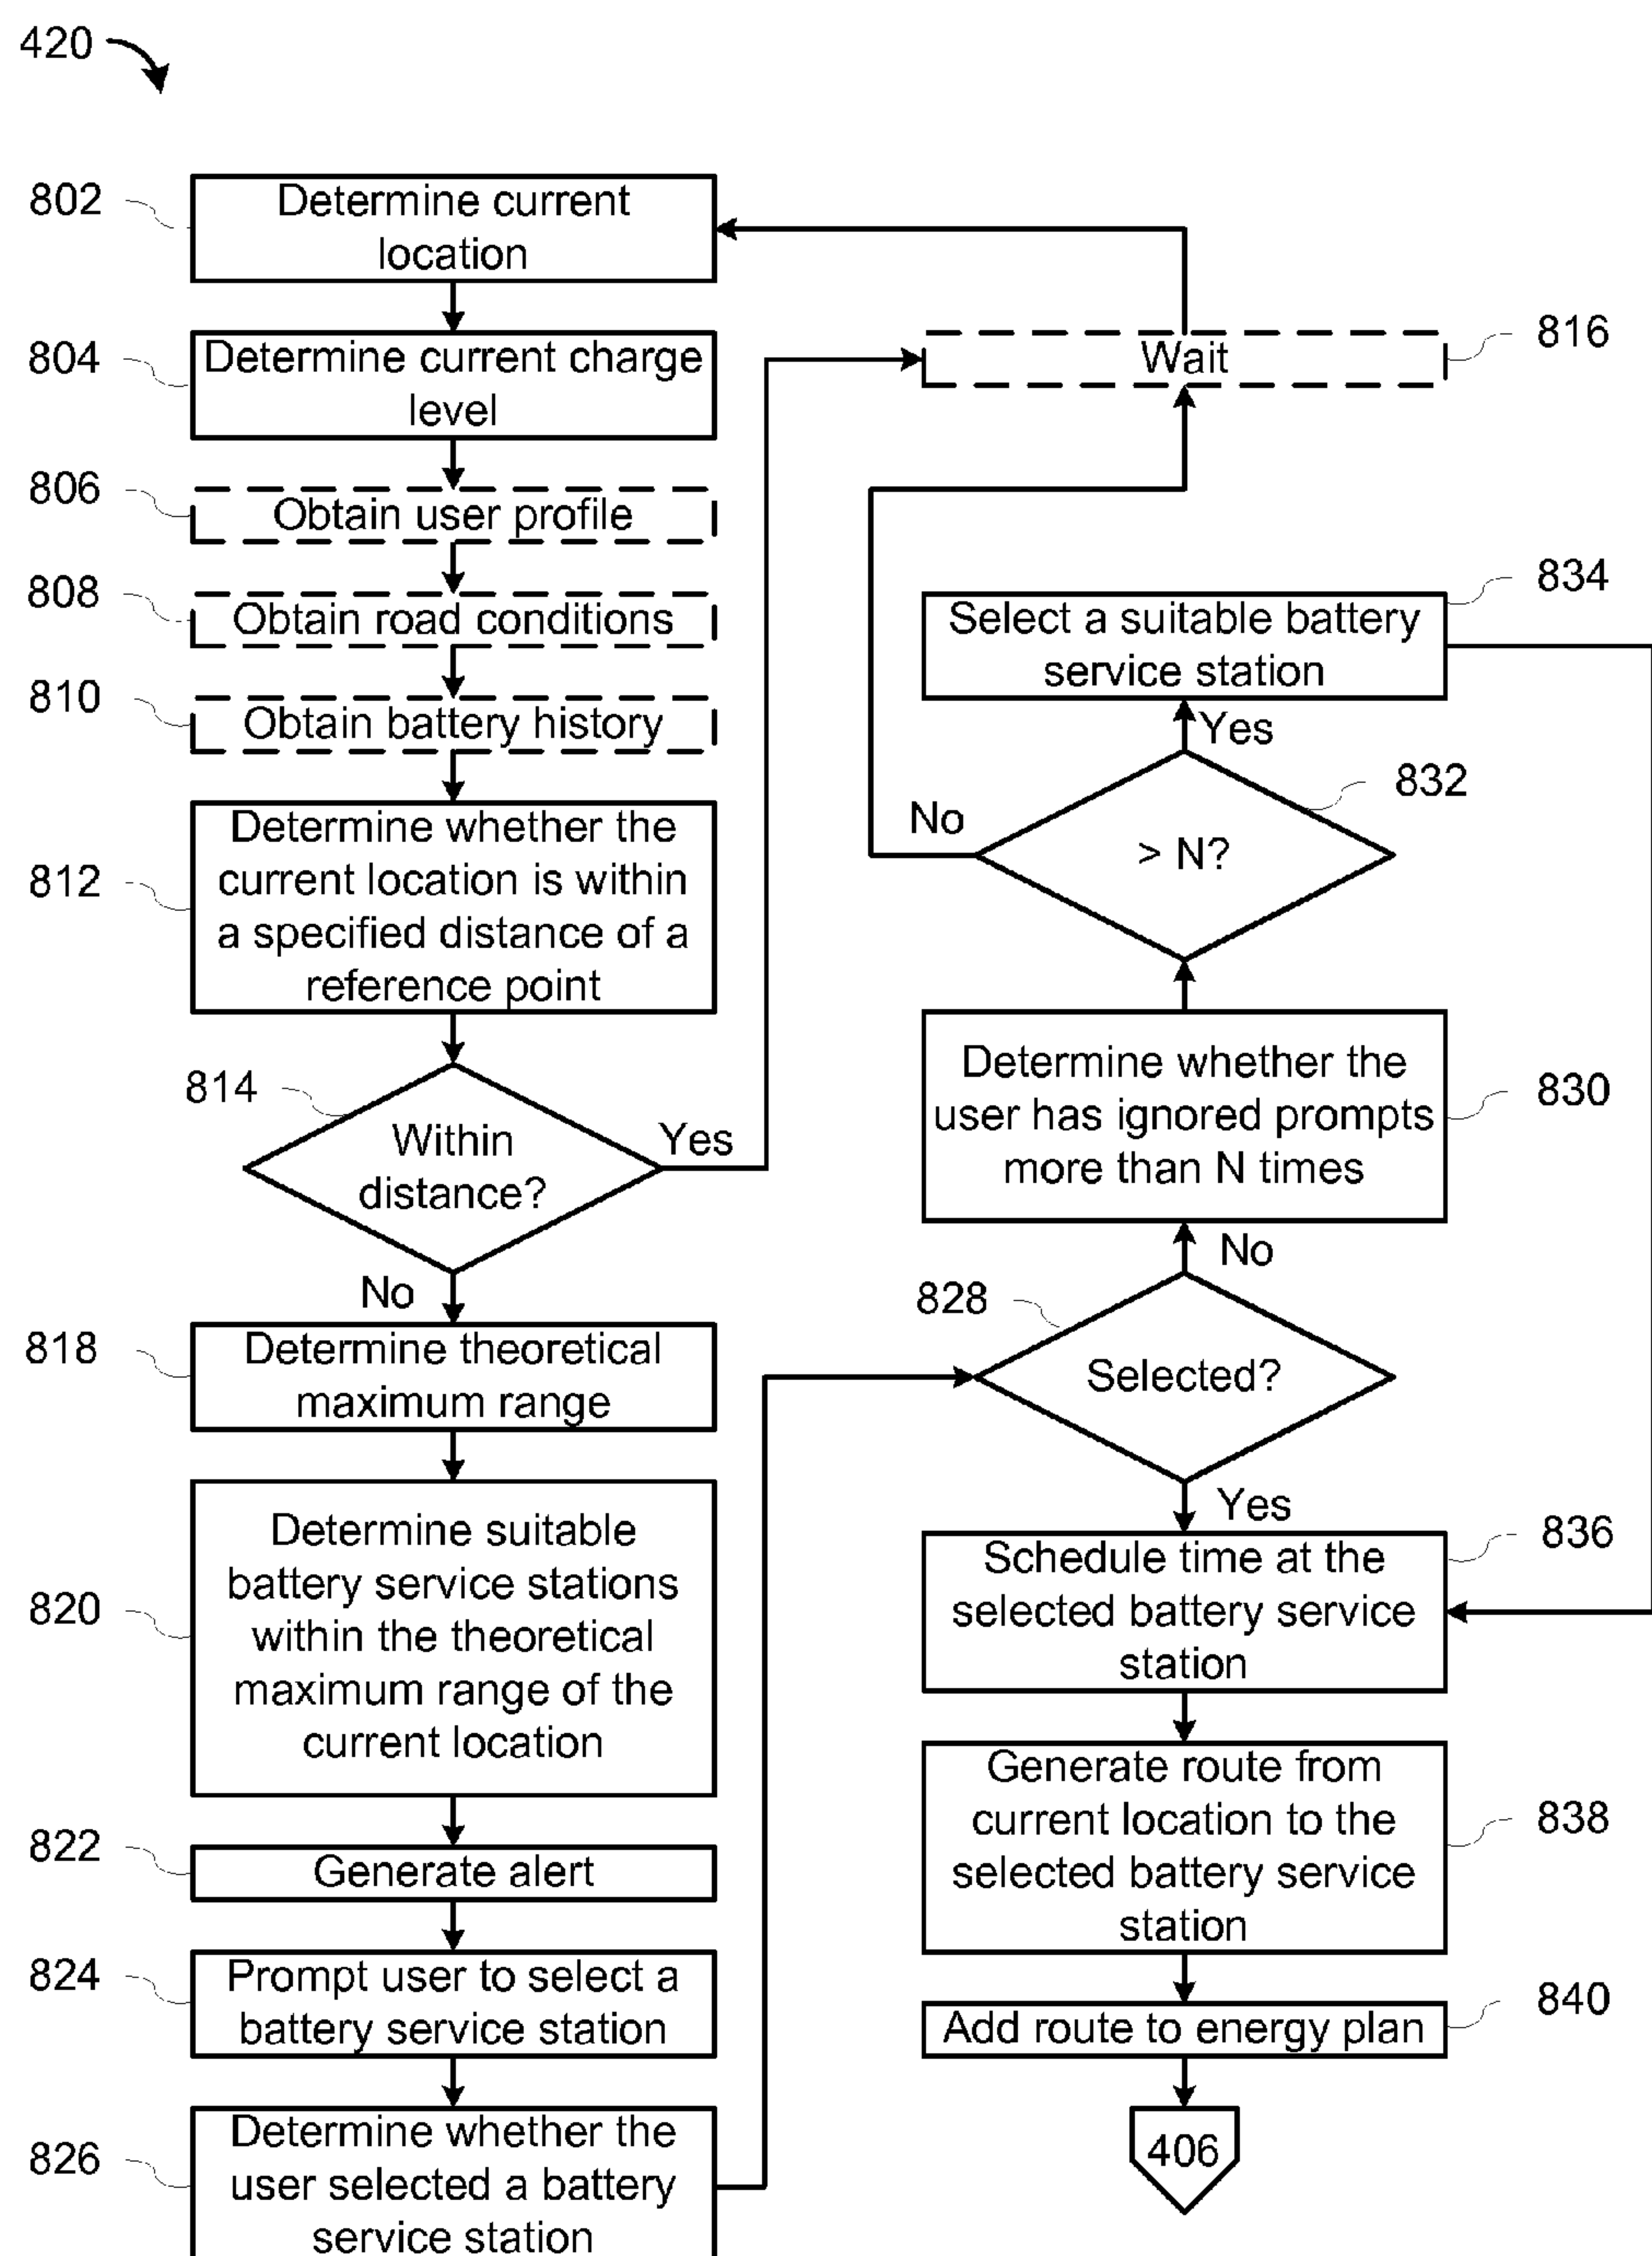 420
802
Determine current
location
804
Determine current charge
level
806
Obtain user profile
808
Obtain road conditions
810
Obtain battery history
812
Determine whether the
current location is within
a specified distance of a
reference point
814
Within
distance?
Yes
No
818
Determine theoretical
maximum range
820
Determine suitable
battery service stations
within the theoretical
maximum range of the
current location
822
Generate alert
824
Prompt user to select a
battery service station
826
Determine whether the
user selected a battery
service station
Wait
816
834
Select a suitable battery
service station
Yes
832
No
> N?
Determine whether the
user has ignored prompts
more than N times
830
No
828
Selected?
Yes
836
Schedule time at the
selected battery service
station
Generate route from
current location to the
selected battery service
station
838
840
Add route to energy plan
406